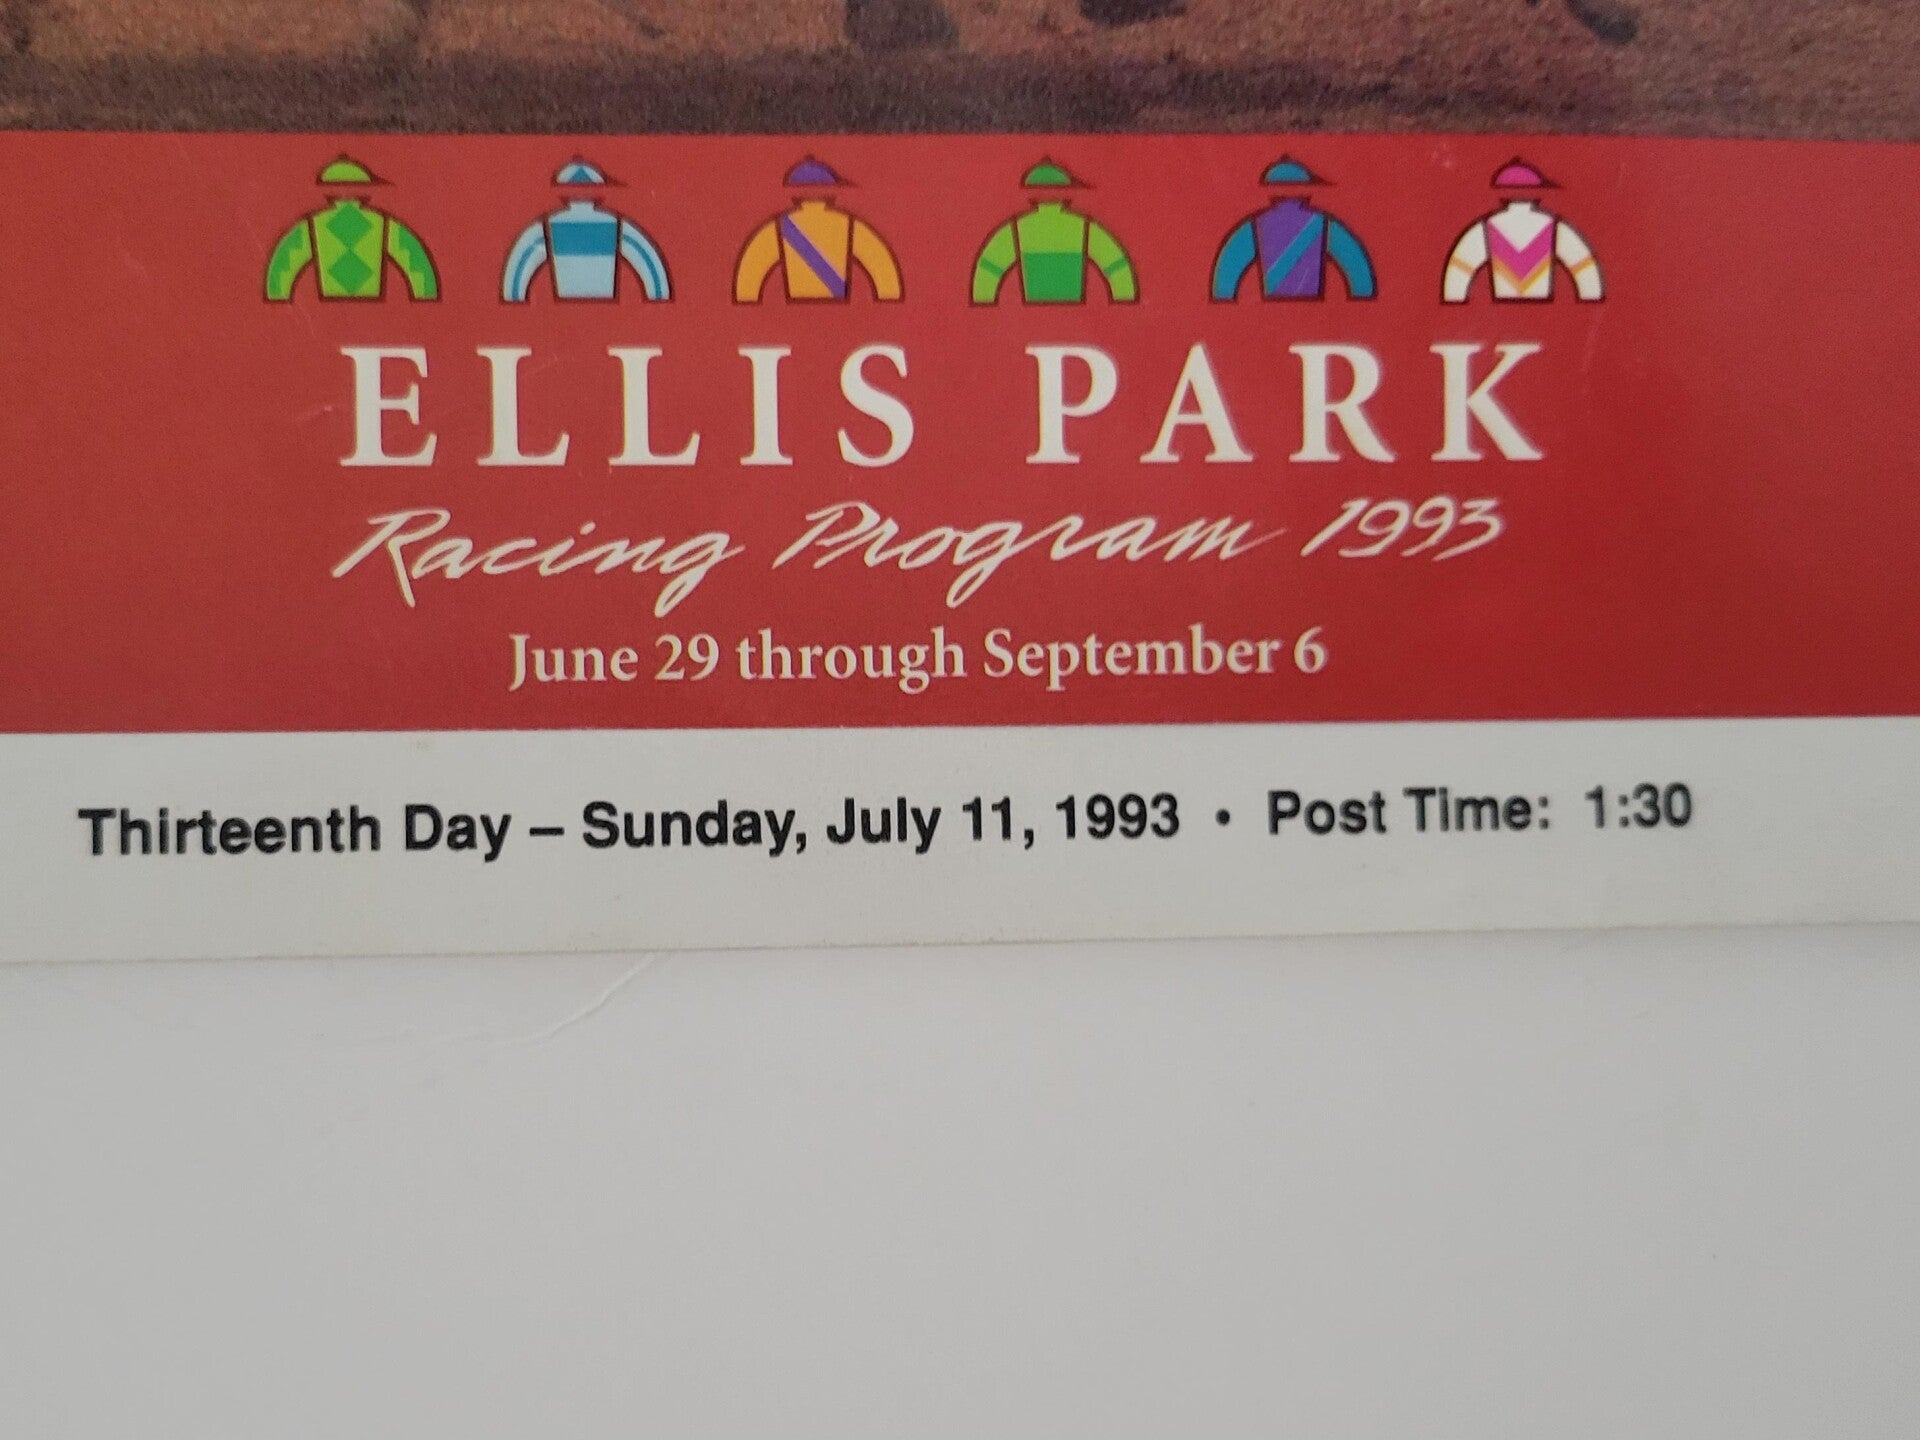 ELLIS PARK
Racing Program 1993
June 29 through September 6
Thirteenth Day – Sunday, July 11, 1993 • Post Time: 1:30